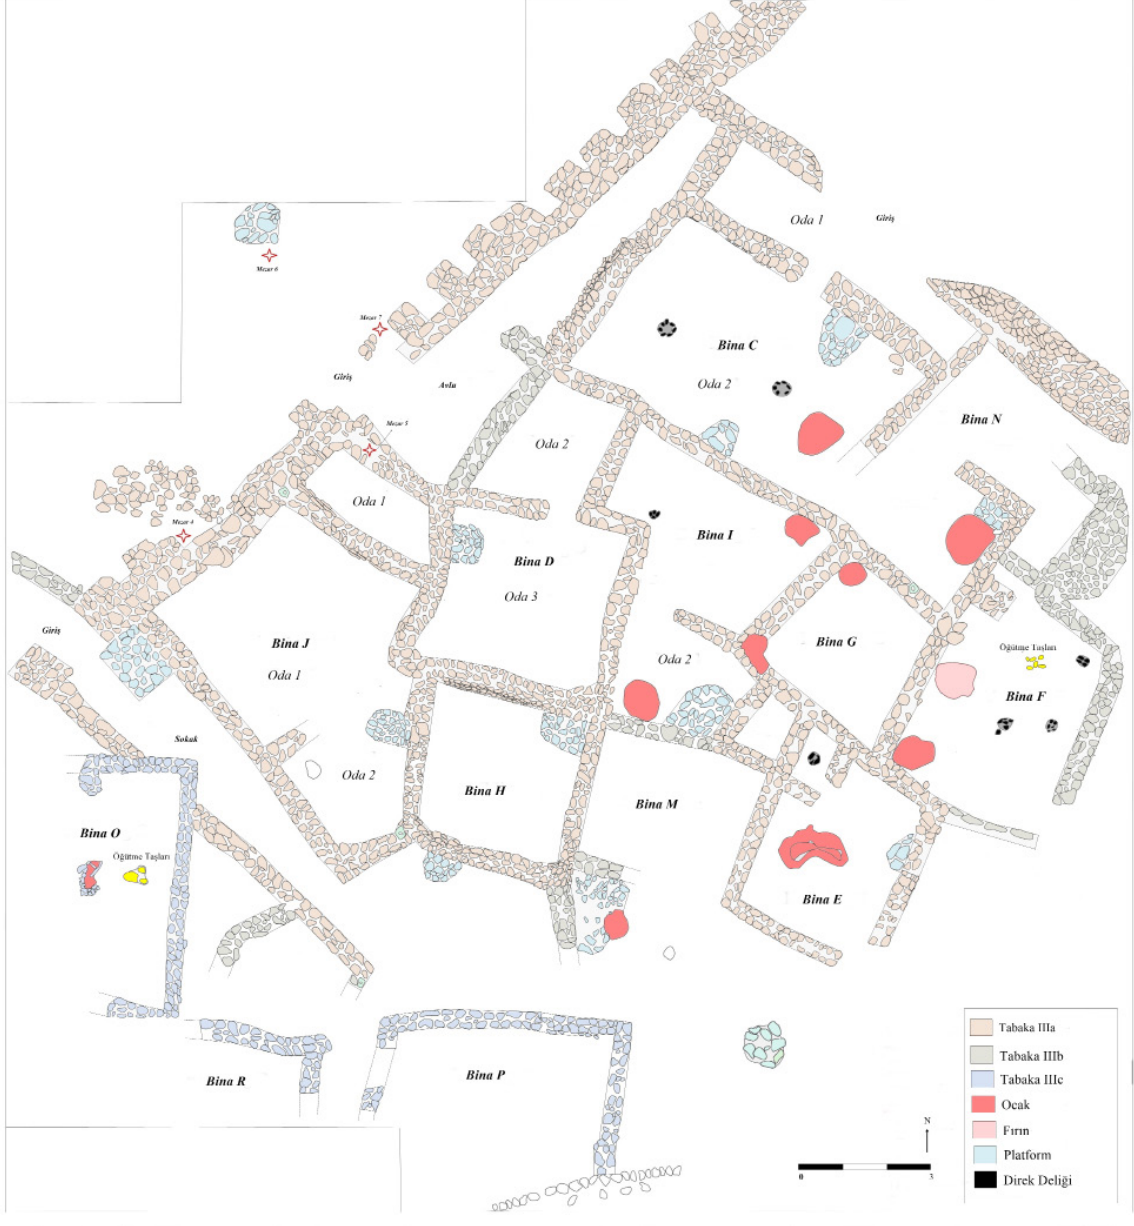 Oda 1
Giriş
Mezar 6
Mezar 7
Bina C
Giriş
Avlu
Oda 2
Bina N
Mezar 5
Oda 2
Oda 1
Mezar 4
Bina I
Bina D
Oda 3
Giriş
Bina J
Bina G
Öğütme Taşları
Oda 2
Oda 1
Bina F
Sokak
Oda 2
Bina H
Bina M
Bina O
Öğütme Taşları
Bina E
Bina R
Bina P
N
0
3
Tabaka IIIa
Tabaka IIIb
Tabaka IIIc
Ocak
Fırın
Platform
Direk Deliği